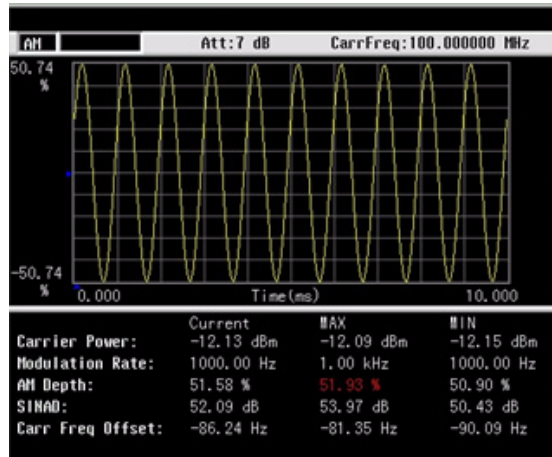 AM Att:7 dB CarrFreq:100.000000 MHz
50.74
%
-50.74
%
0.000 Time(ms) 10.000
Current MAX MIN
Carrier Power: -12.13 dBm -12.09 dBm -12.15 dBm
Modulation Rate: 1000.00 Hz 1.00 kHz 1000.00 Hz
AM Depth: 51.58 % 51.93 % 50.90 %
SINAD: 52.09 dB 53.97 dB 50.43 dB
Carr Freq Offset: -86.24 Hz -81.35 Hz -90.09 Hz